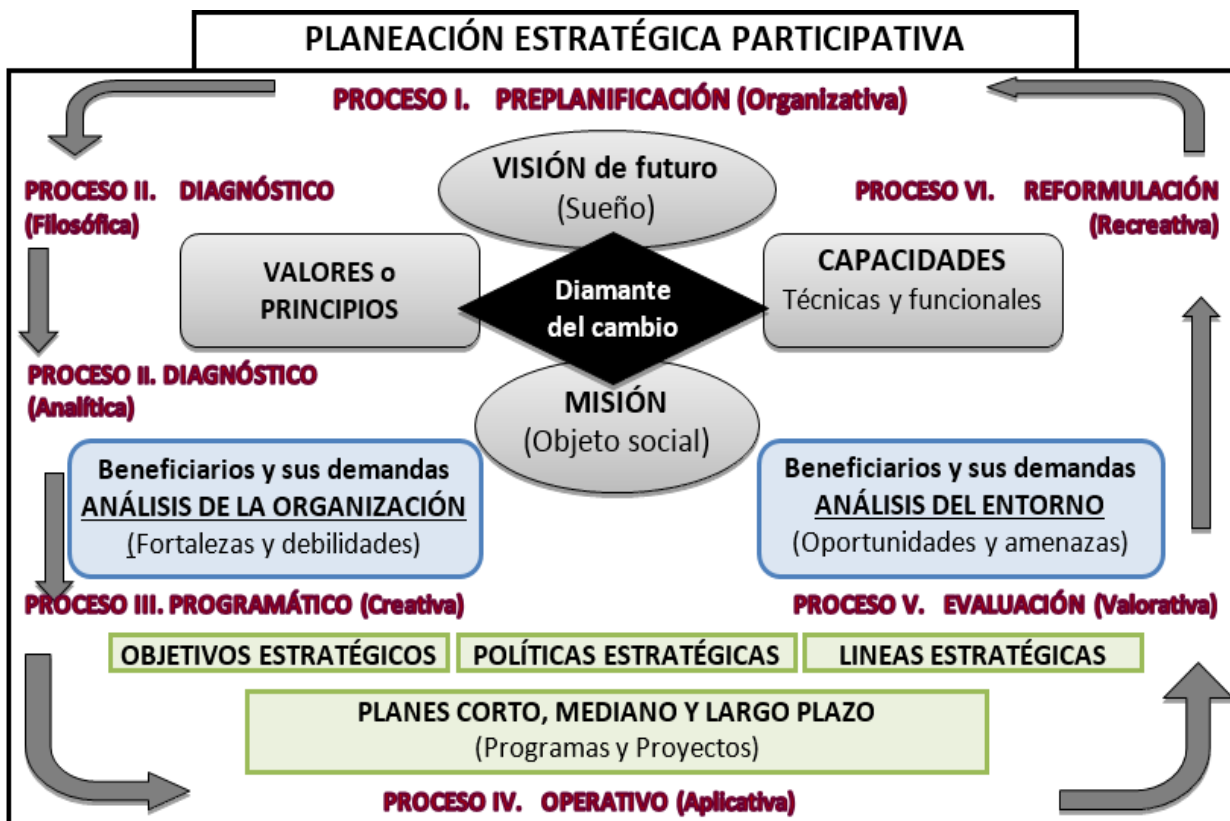 PLANEACIÓN ESTRATÉGICA PARTICIPATIVA
PROCESO I. PREPLANIFICACIÓN (Organizativa)
PROCESO II. DIAGNÓSTICO
(Filosófica)
VISIÓN de futuro
(Sueño)
PROCESO VI. REFORMULACIÓN
(Recreativa)
VALORES o
PRINCIPIOS
Diamante
del cambio
CAPACIDADES
Técnicas y funcionales
PROCESO II. DIAGNÓSTICO
(Analítica)
MISIÓN
(Objeto social)
Beneficiarios y sus demandas
ANÁLISIS DE LA ORGANIZACIÓN
(Fortalezas y debilidades)
Beneficiarios y sus demandas
ANÁLISIS DEL ENTORNO
(Oportunidades y amenazas)
PROCESO III. PROGRAMÁTICO (Creativa)
PROCESO V. EVALUACIÓN (Valorativa)
OBJETIVOS ESTRATÉGICOS
POLÍTICAS ESTRATÉGICAS
LINEAS ESTRATÉGICAS
PLANES CORTO, MEDIANO Y LARGO PLAZO
(Programas y Proyectos)
PROCESO IV. OPERATIVO (Aplicativa)